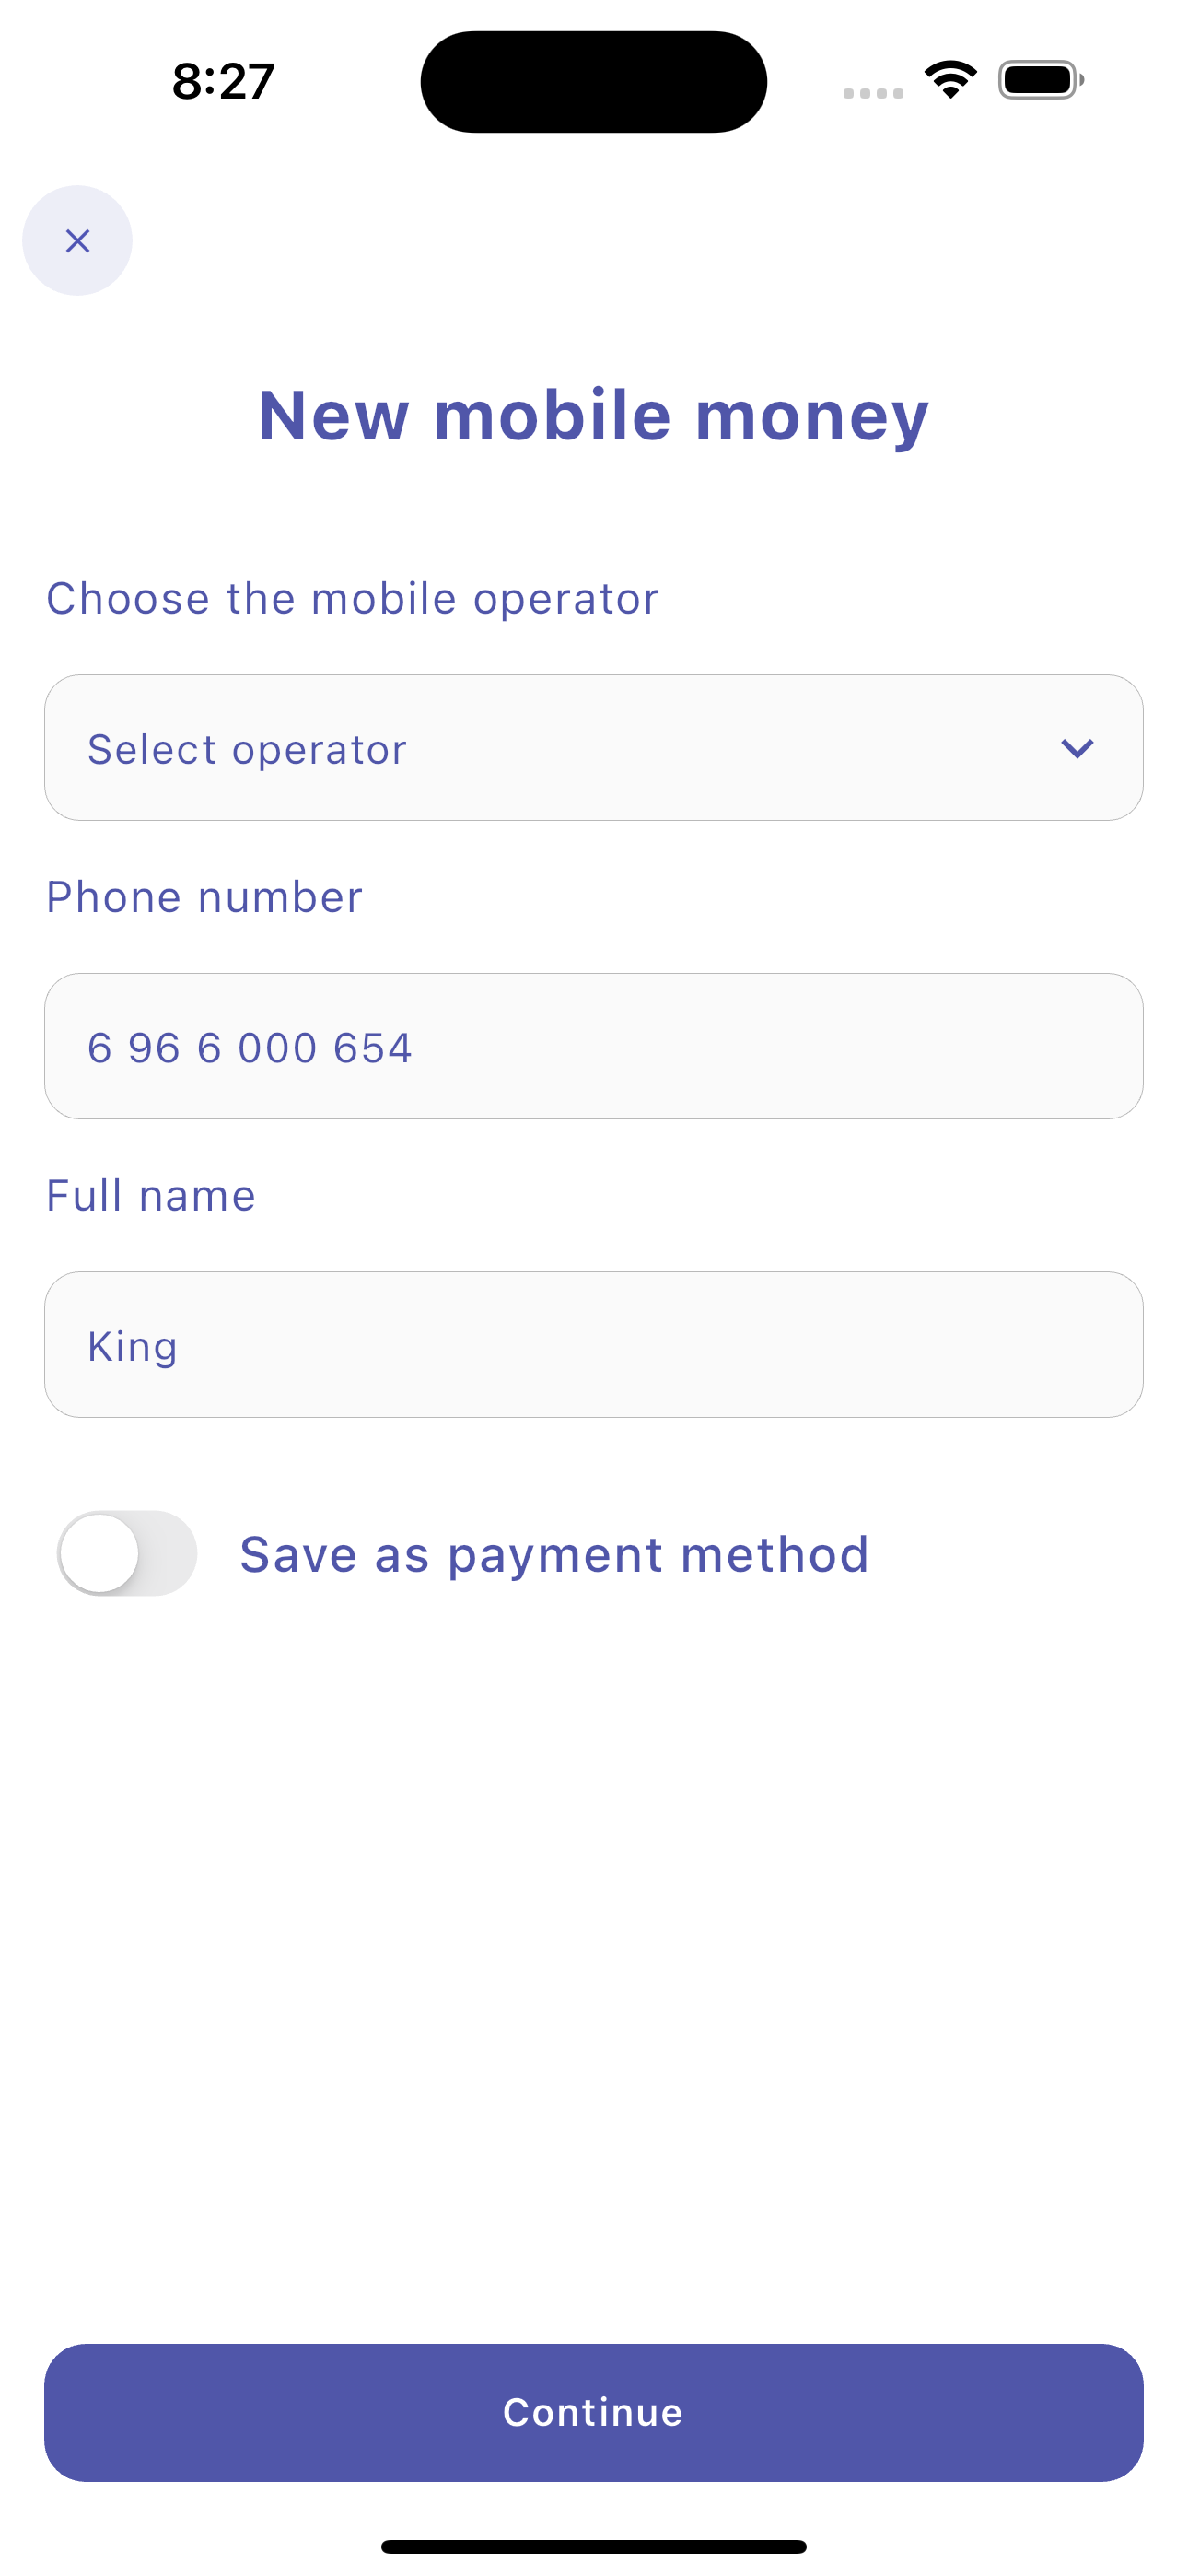 8:27
New mobile money
Choose the mobile operator
Select operator
Phone number
6 96 6 000 654
Full name
King
Save as payment method
Continue